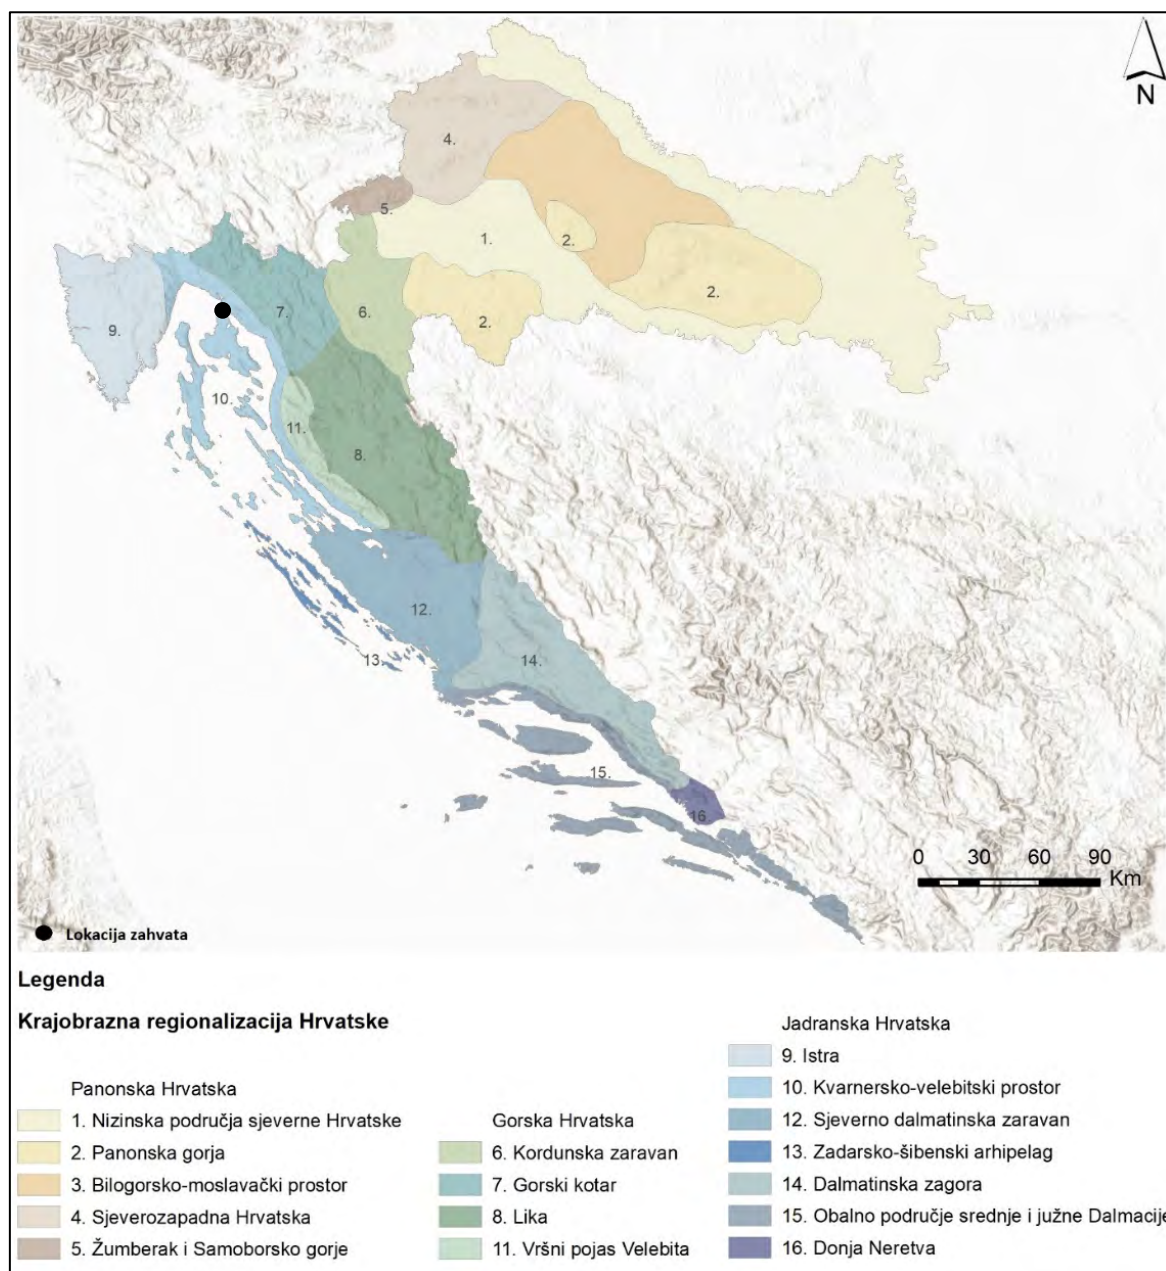 N
4.
5.
1.
2.
2.
7.
6.
9.
2.
10.
11.
8.
12.
13.
14.
15.
16.
0 30 60 90
Km
Lokacija zahvata
Legenda
Krajobrazna regionalizacija Hrvatske
Panonska Hrvatska
1. Nizinska područja sjeverne Hrvatske
2. Panonska gorja
3. Bilogorsko-moslavački prostor
4. Sjeverozapadna Hrvatska
5. Žumberak i Samoborsko gorje
Gorska Hrvatska
6. Kordunska zaravan
7. Gorski kotar
8. Lika
11. Vršni pojas Velebita
Jadranska Hrvatska
9. Istra
10. Kvarnersko-velebitski prostor
12. Sjeverno dalmatinska zaravan
13. Zadarsko-šibenski arhipelag
14. Dalmatinska zagora
15. Obalno područje srednje i južne Dalmacije
16. Donja Neretva